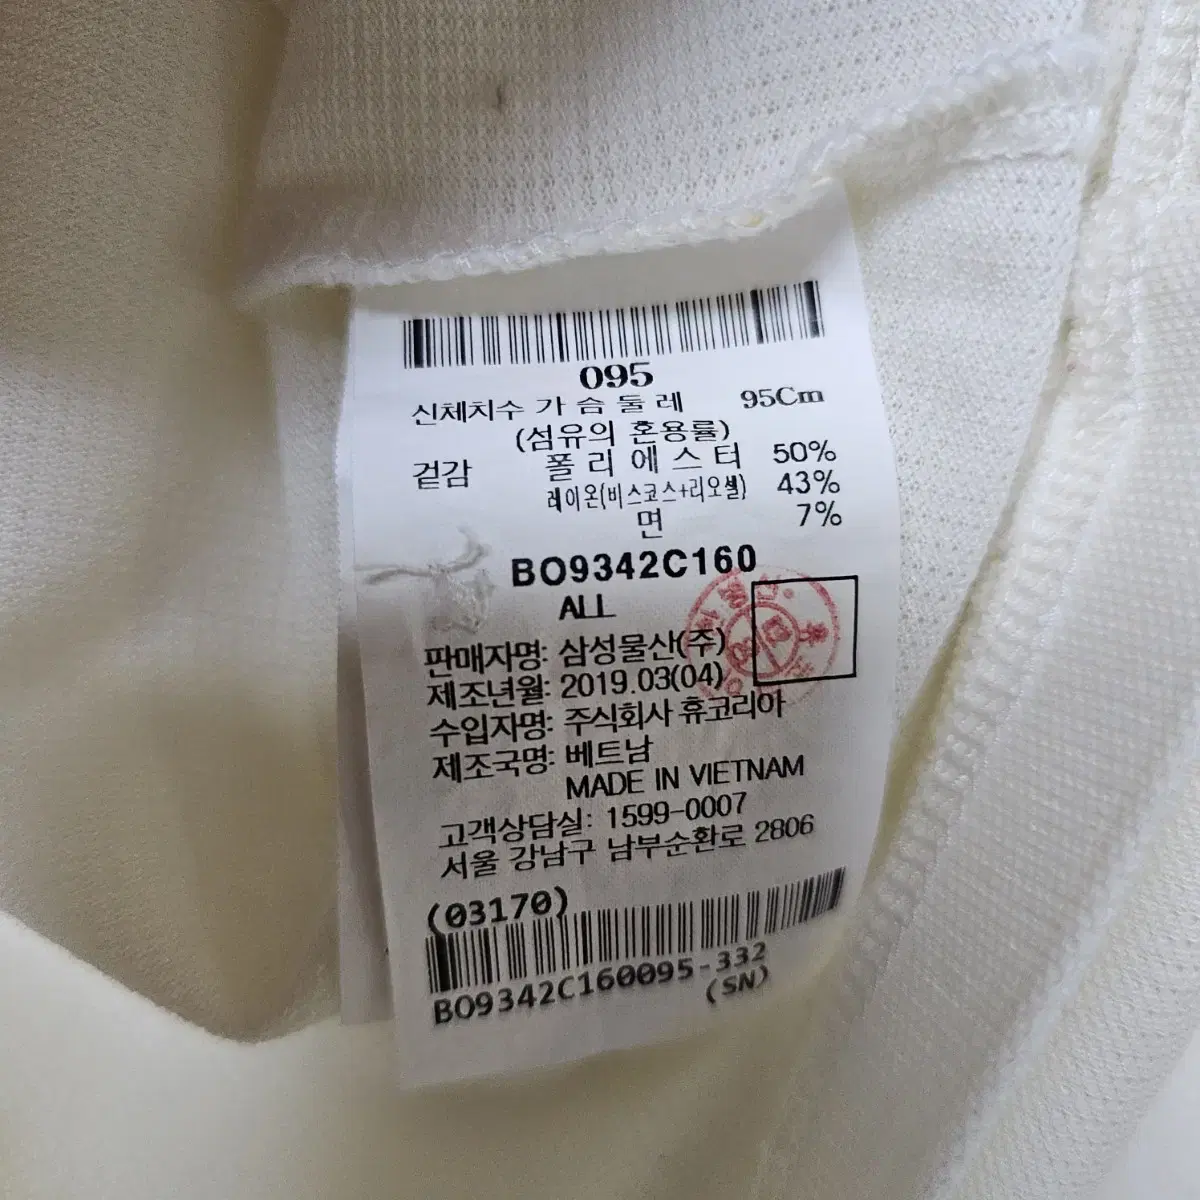 095
신체치수 가 슴 둘 레 95Cm
(섬유의 혼용률)
겉감 폴 리 에 스 터 50%
레이온(비스코스+리오셀) 43%
면 7%
BO9342C160
ALL
판매자명: 삼성물산(주)
제조년월: 2019.03(04)
수입자명: 주식회사 휴코리아
제조국명: 베트남
MADE IN VIETNAM
고객상담실: 1599-0007
서울 강남구 남부순환로 2806
(03170)
BO9342C160095-332
(SN)